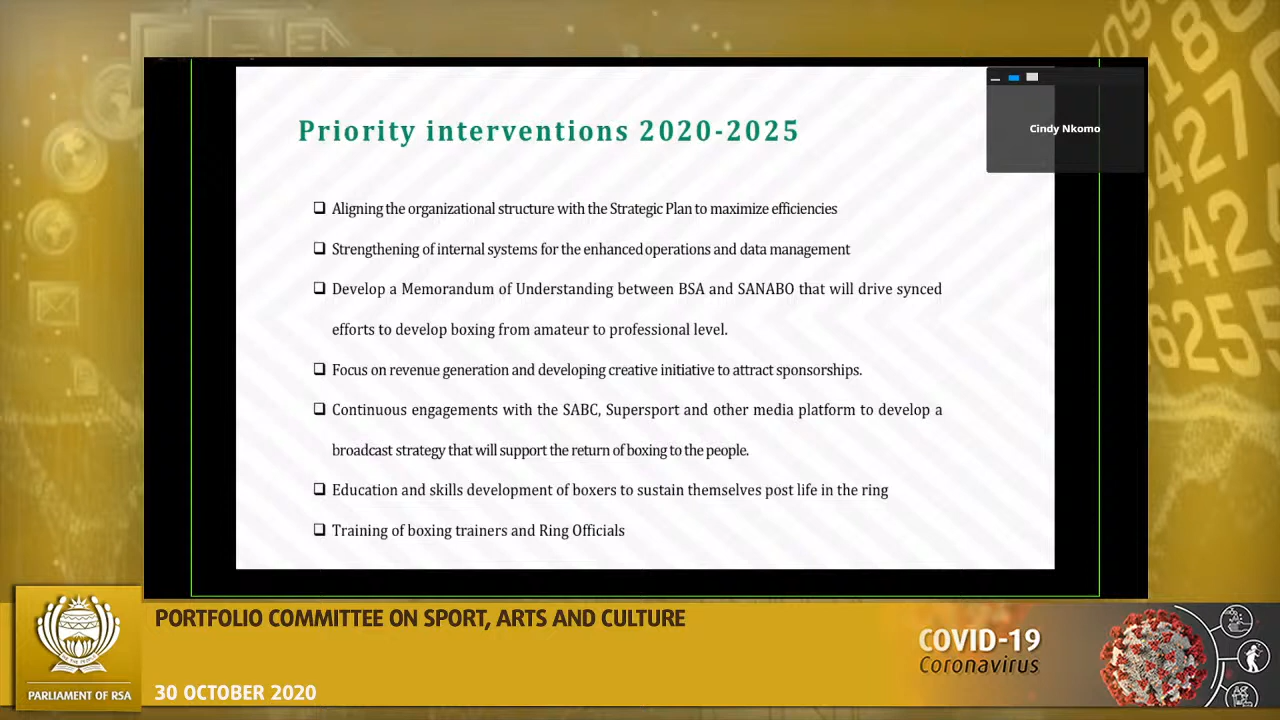 Priority interventions 2020-2025
Cindy Nkomo
❑ Aligning the organizational structure with the Strategic Plan to maximize efficiencies
❑ Strengthening of internal systems for the enhanced operations and data management
❑ Develop a Memorandum of Understanding between BSA and SANABO that will drive synced
efforts to develop boxing from amateur to professional level.
❑ Focus on revenue generation and developing creative initiative to attract sponsorships.
❑ Continuous engagements with the SABC, Supersport and other media platform to develop a
broadcast strategy that will support the return of boxing to the people.
❑ Education and skills development of boxers to sustain themselves post life in the ring
❑ Training of boxing trainers and Ring Officials
PORTFOLIO COMMITTEE ON SPORT, ARTS AND CULTURE
COVID-19
Coronavirus
PARLIAMENT OF RSA
30 OCTOBER 2020